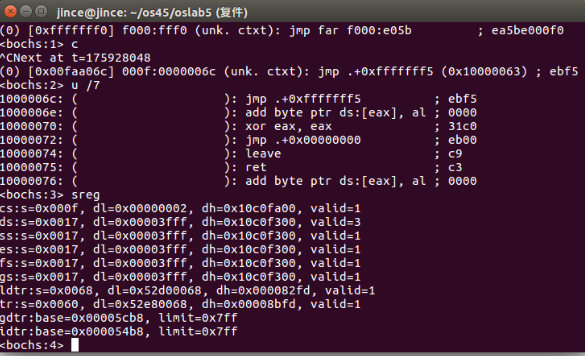 jince@jince: ~/os45/oslab5 (复件)
(0) [0xfffffff0] f000:fff0 (unk. ctxt): jmp far f000:e05b ; ea5be000f0
<bochs:1> c
^CNext at t=175928048
(0) [0x00faa06c] 000f:0000006c (unk. ctxt): jmp .+0xfffffff5 (0x10000063) ; ebf5
<bochs:2> u /7
1000006c: ( ): jmp .+0xfffffff5 ; ebf5
1000006e: ( ): add byte ptr ds:[eax], al ; 0000
10000070: ( ): xor eax, eax ; 31c0
10000072: ( ): jmp .+0x00000000 ; eb00
10000074: ( ): leave ; c9
10000075: ( ): ret ; c3
10000076: ( ): add byte ptr ds:[eax], al ; 0000
<bochs:3> sreg
cs:s=0x000f, dl=0x00000002, dh=0x10c0fa00, valid=1
ds:s=0x0017, dl=0x00003fff, dh=0x10c0f300, valid=3
ss:s=0x0017, dl=0x00003fff, dh=0x10c0f300, valid=1
es:s=0x0017, dl=0x00003fff, dh=0x10c0f300, valid=1
fs:s=0x0017, dl=0x00003fff, dh=0x10c0f300, valid=1
gs:s=0x0017, dl=0x00003fff, dh=0x10c0f300, valid=1
ldtr:s=0x0068, dl=0x52d00068, dh=0x000082fd, valid=1
tr:s=0x0060, dl=0x52e80068, dh=0x00008bfd, valid=1
gdtr:base=0x00005cb8, limit=0x7ff
idtr:base=0x000054b8, limit=0x7ff
<bochs:4>